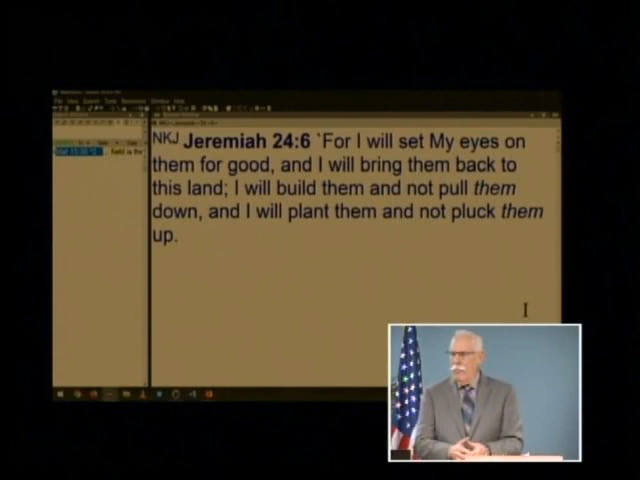 NKJ Jeremiah 24:6 `For I will set My eyes on
them for good, and I will bring them back to
this land; I will build them and not pull them
down, and I will plant them and not pluck them
up.